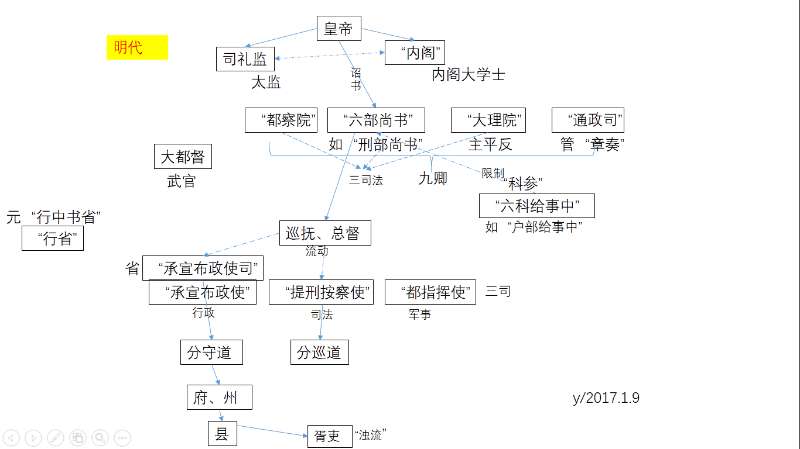 皇帝
明代
司礼监
“内阁”
太监
内阁大学士
诏书
“都察院”
“六部尚书”
“大理院”
“通政司”
如“刑部尚书”
主平反
管“章奏”
大都督
武官
三司法
九卿
限制
“科参”
“六科给事中”
如“户部给事中”
元“行中书省”
“行省”
巡抚、总督
流动
省
“承宣布政使司”
“承宣布政使”
“提刑按察使”
“都指挥使”
三司
行政
司法
军事
分守道
分巡道
府、州
y/2017.1.9
县
胥吏
“浊流”